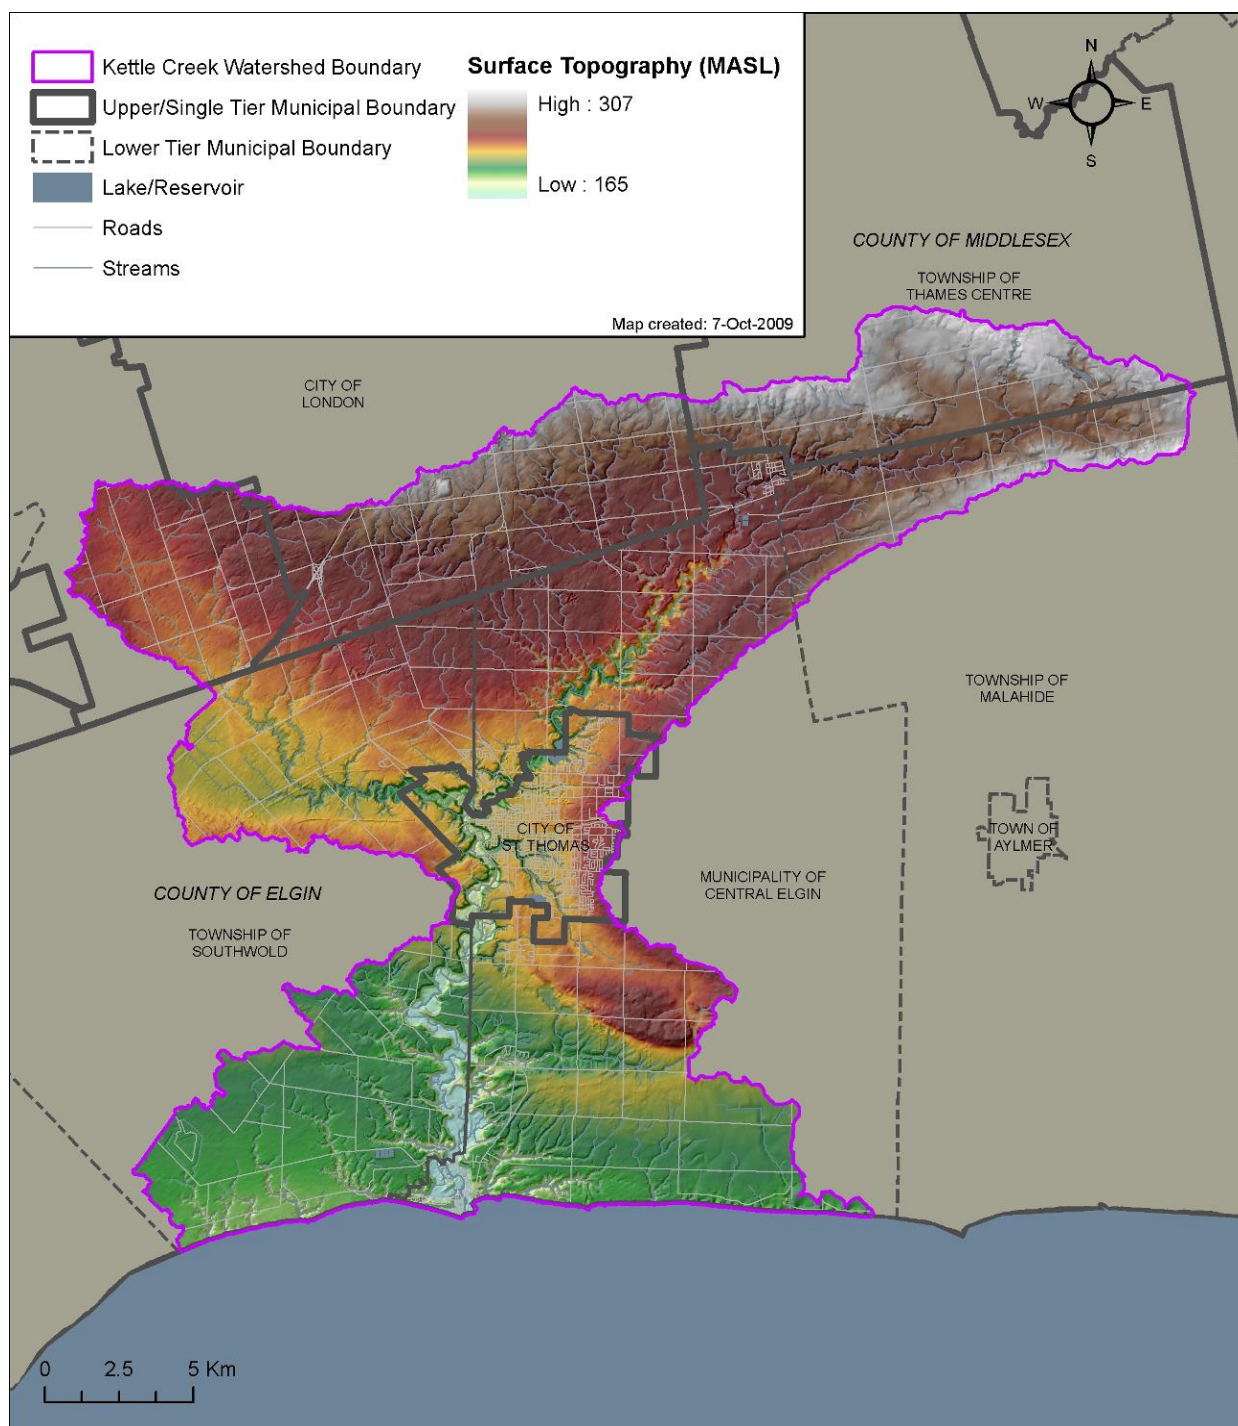 Kettle Creek Watershed Boundary
Upper/Single Tier Municipal Boundary
Lower Tier Municipal Boundary
Lake/Reservoir
Roads
Streams
Surface Topography (MASL)
High : 307
Low : 165
Map created: 7-Oct-2009
N
W
E
S
COUNTY OF MIDDLESEX
TOWNSHIP OF
THAMES CENTRE
CITY OF
LONDON
TOWNSHIP OF
MALAHIDE
CITY OF
ST. THOMAS
TOWN OF
AYLMER
MUNICIPALITY OF
CENTRAL ELGIN
COUNTY OF ELGIN
TOWNSHIP OF
SOUTHWOLD
0 2.5 5 Km